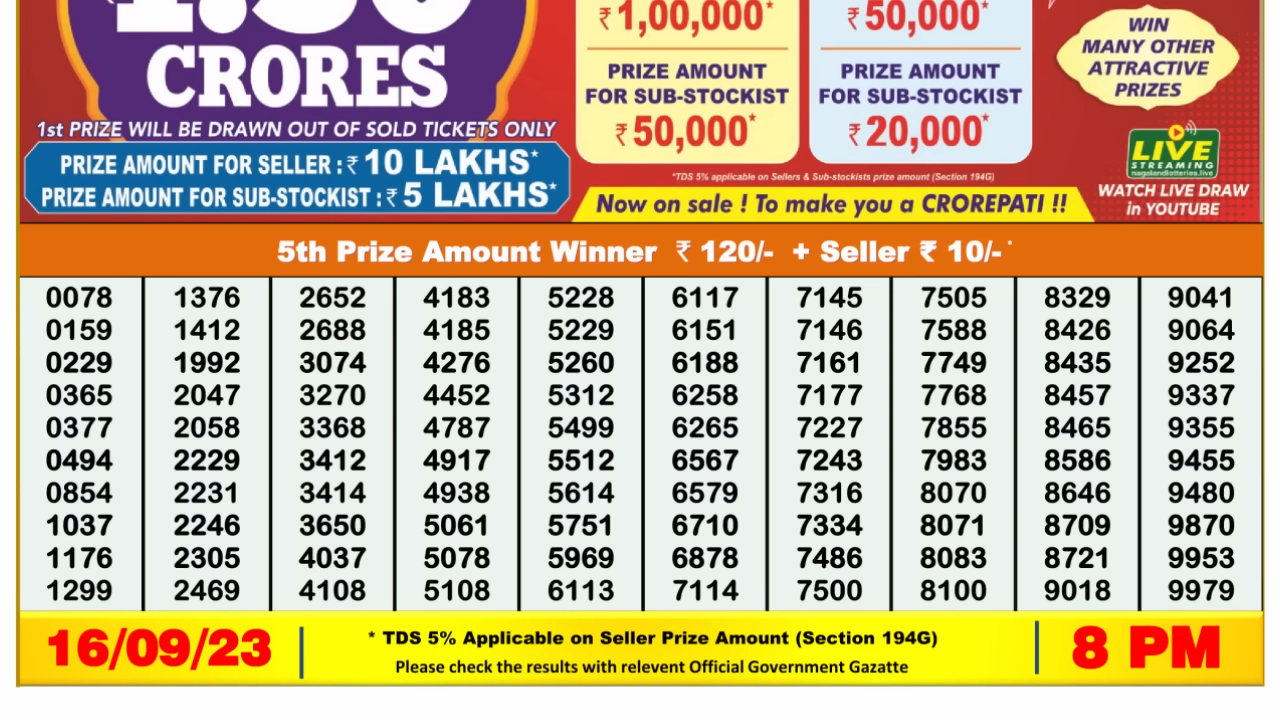 CRORES
1st PRIZE WILL BE DRAWN OUT OF SOLD TICKETS ONLY
PRIZE AMOUNT FOR SELLER : ₹ 10 LAKHS*
PRIZE AMOUNT FOR SUB-STOCKIST : ₹ 5 LAKHS*
₹ 1,00,000*
PRIZE AMOUNT
FOR SUB-STOCKIST
₹ 50,000*
₹ 50,000*
PRIZE AMOUNT
FOR SUB-STOCKIST
₹ 20,000*
*TDS 5% applicable on Sellers & Sub-stockists prize amount (Section 194G)
Now on sale ! To make you a CROREPATI !!
WIN
MANY OTHER
ATTRACTIVE
PRIZES
LIVE
STREAMING
nagalandlotteries.live
WATCH LIVE DRAW
in YOUTUBE
5th Prize Amount Winner ₹ 120/- + Seller ₹ 10/- *
0078 1376 2652 4183 5228 6117 7145 7505 8329 9041
0159 1412 2688 4185 5229 6151 7146 7588 8426 9064
0229 1992 3074 4276 5260 6188 7161 7749 8435 9252
0365 2047 3270 4452 5312 6258 7177 7768 8457 9337
0377 2058 3368 4787 5499 6265 7227 7855 8465 9355
0494 2229 3412 4917 5512 6567 7243 7983 8586 9455
0854 2231 3414 4938 5614 6579 7316 8070 8646 9480
1037 2246 3650 5061 5751 6710 7334 8071 8709 9870
1176 2305 4037 5078 5969 6878 7486 8083 8721 9953
1299 2469 4108 5108 6113 7114 7500 8100 9018 9979
16/09/23
* TDS 5% Applicable on Seller Prize Amount (Section 194G)
Please check the results with relevent Official Government Gazatte
8 PM